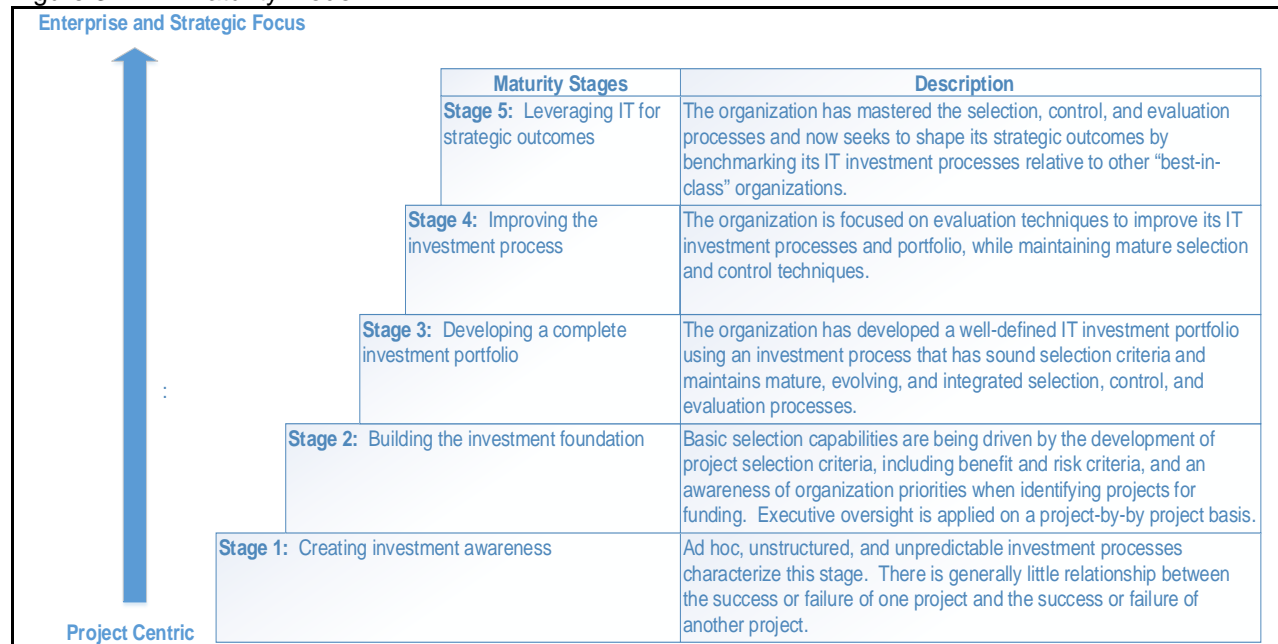 Enterprise and Strategic Focus
Maturity Stages
Description
Stage 5: Leveraging IT for
strategic outcomes
The organization has mastered the selection, control, and evaluation
processes and now seeks to shape its strategic outcomes by
benchmarking its IT investment processes relative to other “best-in-
class” organizations.
Stage 4: Improving the
investment process
The organization is focused on evaluation techniques to improve its IT
investment processes and portfolio, while maintaining mature selection
and control techniques.
Stage 3: Developing a complete
investment portfolio
The organization has developed a well-defined IT investment portfolio
using an investment process that has sound selection criteria and
maintains mature, evolving, and integrated selection, control, and
evaluation processes.
:
Stage 2: Building the investment foundation
Basic selection capabilities are being driven by the development of
project selection criteria, including benefit and risk criteria, and an
awareness of organization priorities when identifying projects for
funding. Executive oversight is applied on a project-by-by project basis.
Stage 1: Creating investment awareness
Ad hoc, unstructured, and unpredictable investment processes
characterize this stage. There is generally little relationship between
the success or failure of one project and the success or failure of
another project.
Project Centric